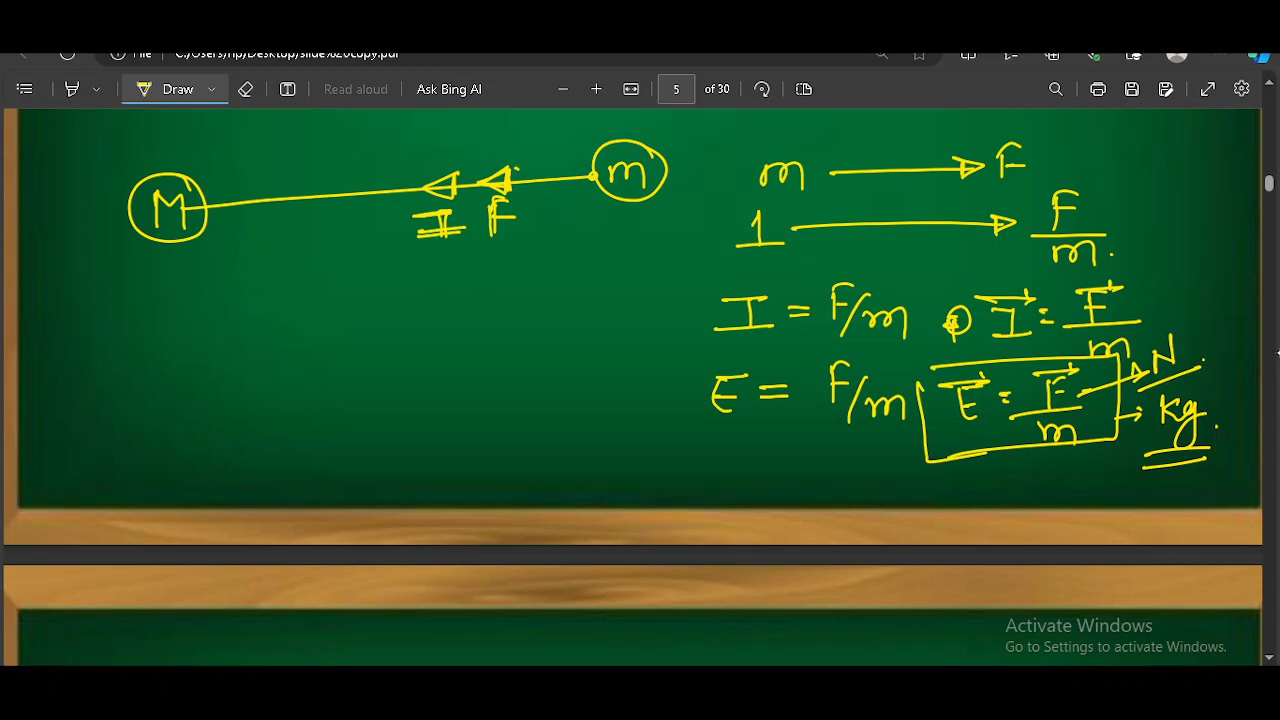 File C:/Users/hp/Desktop/slide%20copy.pdf
Draw Read aloud Ask Bing AI 5 of 30
M I F m
m → F
1 → F/m
I = F/m I = F/m
E = F/m E = F/m → N/kg
Activate Windows
Go to Settings to activate Windows.